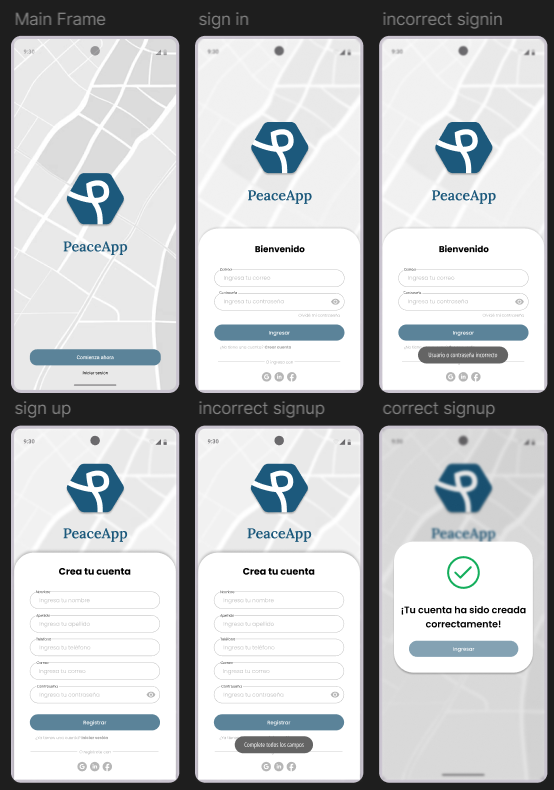 Main Frame
9:30
PeaceApp
Comienza ahora
Iniciar sesión
sign in
9:30
PeaceApp
Bienvenido
Correo
Ingresa tu correo
Contraseña
Ingresa tu contraseña
Olvidé mi contraseña
Ingresar
¿No tienes una cuenta? Crear cuenta
O ingresa con
G in f
incorrect signin
9:30
PeaceApp
Bienvenido
Correo
Ingresa tu correo
Contraseña
Ingresa tu contraseña
Olvidé mi contraseña
Ingresar
Usuario o contraseña incorrecto
G in f
sign up
9:30
PeaceApp
Crea tu cuenta
Nombre
Ingresa tu nombre
Apellido
Ingresa tu apellido
Teléfono
Ingresa tu teléfono
Correo
Ingresa tu correo
Contraseña
Ingresa tu contraseña
Registrar
¿Ya tienes una cuenta? Iniciar sesión
O regístrate con
G in f
incorrect signup
9:30
PeaceApp
Crea tu cuenta
Nombre
Ingresa tu nombre
Apellido
Ingresa tu apellido
Teléfono
Ingresa tu teléfono
Correo
Ingresa tu correo
Contraseña
Ingresa tu contraseña
Registrar
Complete todos los campos
G in f
correct signup
9:30
PeaceApp
¡Tu cuenta ha sido creada
correctamente!
Ingresar